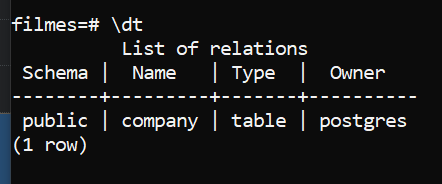 filmes=# \dt
List of relations
Schema | Name | Type | Owner
--------+---------+-------+----------
public | company | table | postgres
(1 row)